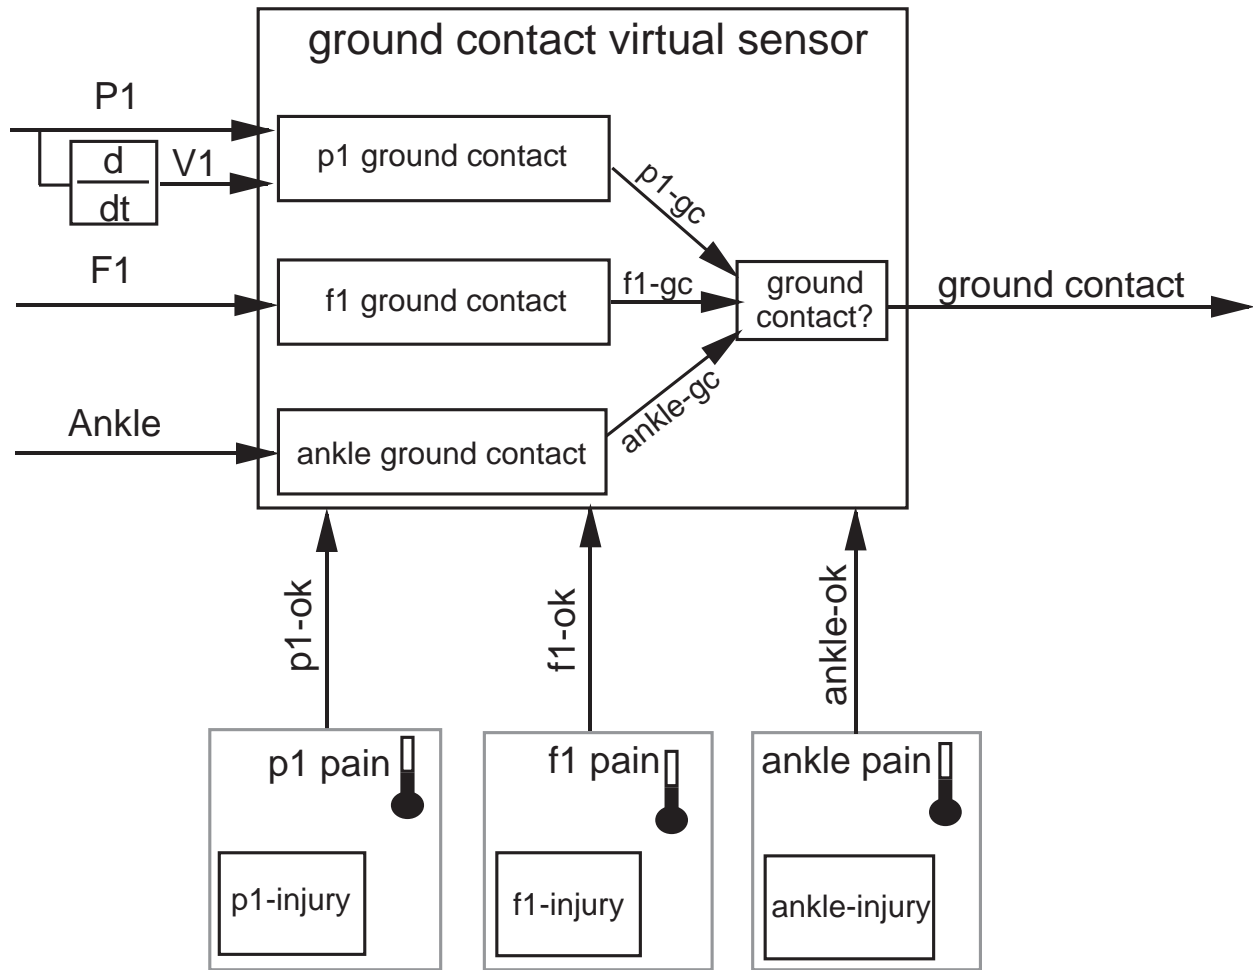 ground contact virtual sensor
P1
d
dt
V1
p1 ground contact
p1-gc
F1
f1 ground contact
f1-gc
ground
contact?
ground contact
Ankle
ankle ground contact
ankle-gc
p1-ok
f1-ok
ankle-ok
p1 pain
f1 pain
ankle pain
p1-injury
f1-injury
ankle-injury